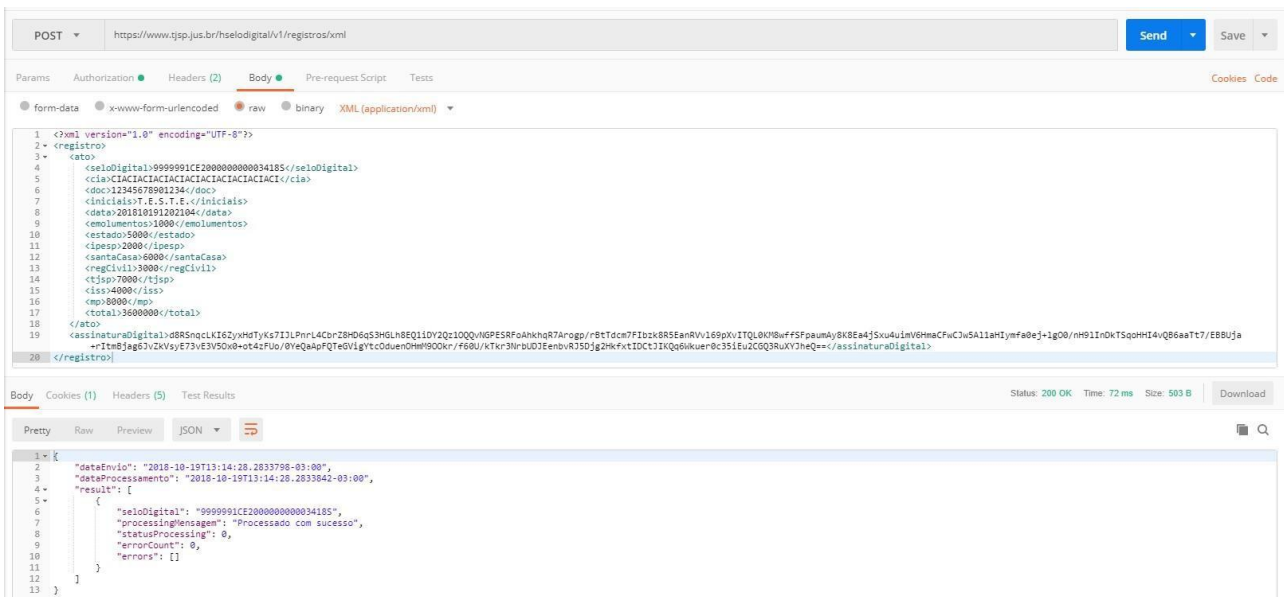 POST
https://www.tjsp.jus.br/hselodigital/v1/registros/xml
Send
Save
Params Authorization Headers (2) Body Pre-request Script Tests
Cookies Code
form-data x-www-form-urlencoded raw binary XML (application/xml)
1 <?xml version="1.0" encoding="UTF-8"?>
2 <registro>
3 <ato>
4 <seloDigital>9999991CE200000000003418S</seloDigital>
5 <cia>CIACIACIACIACIACIACIACIACIACIACI</cia>
6 <doc>12345678901234</doc>
7 <iniciais>T.E.S.T.E.</iniciais>
8 <data>201810191202104</data>
9 <emolumentos>1000</emolumentos>
10 <estado>5000</estado>
11 <ipesp>2000</ipesp>
12 <santaCasa>6000</santaCasa>
13 <regCivil>3000</regCivil>
14 <tjsp>7000</tjsp>
15 <iss>4000</iss>
16 <mp>8000</mp>
17 <total>3600000</total>
18 </ato>
19 <assinaturaDigital>
</assinaturaDigital>
20 </registro>
Body Cookies (1) Headers (5) Test Results
Status: 200 OK Time: 72 ms Size: 503 B
Download
Pretty Raw Preview JSON
1 {
2 "dataEnvio": "2018-10-19T13:14:28.2833798-03:00",
3 "dataProcessamento": "2018-10-19T13:14:28.2833842-03:00",
4 "result": [
5 {
6 "seloDigital": "9999991CE200000000003418S",
7 "processingMensagem": "Processado com sucesso",
8 "statusProcessing": 0,
9 "errorCount": 0,
10 "errors": []
11 }
12 ]
13 }